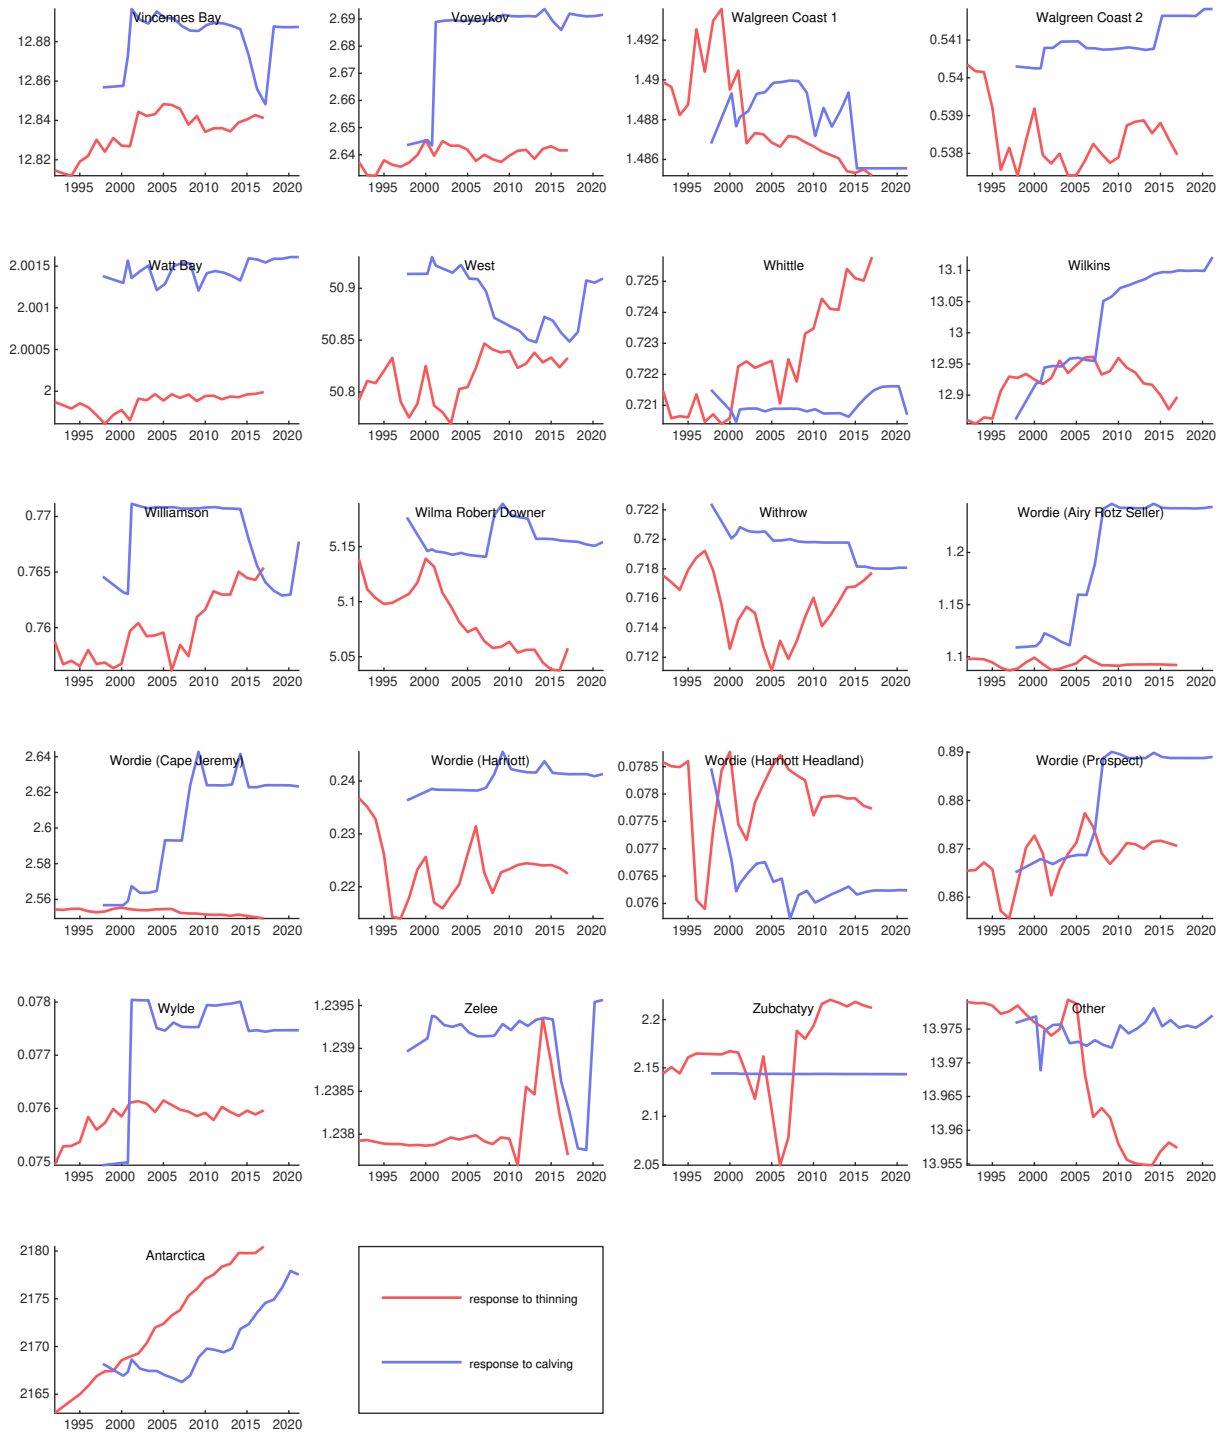 Vincennes Bay
12.88
12.86
12.84
12.82
1995 2000 2005 2010 2015 2020
Voyeykov
2.69
2.68
2.67
2.66
2.65
2.64
1995 2000 2005 2010 2015 2020
Walgreen Coast 1
1.492
1.49
1.488
1.486
1995 2000 2005 2010 2015 2020
Walgreen Coast 2
0.541
0.54
0.539
0.538
1995 2000 2005 2010 2015 2020
Watt Bay
2.0015
2.001
2.0005
2
1995 2000 2005 2010 2015 2020
West
50.9
50.85
50.8
1995 2000 2005 2010 2015 2020
Whittle
0.725
0.724
0.723
0.722
0.721
1995 2000 2005 2010 2015 2020
Wilkins
13.1
13.05
13
12.95
12.9
1995 2000 2005 2010 2015 2020
Williamson
0.77
0.765
0.76
1995 2000 2005 2010 2015 2020
Wilma Robert Downer
5.15
5.1
5.05
1995 2000 2005 2010 2015 2020
Withrow
0.722
0.72
0.718
0.716
0.714
0.712
1995 2000 2005 2010 2015 2020
Wordie (Airy Rotz Seller)
1.2
1.15
1.1
1995 2000 2005 2010 2015 2020
Wordie (Cape Jeremy)
2.64
2.62
2.6
2.58
2.56
1995 2000 2005 2010 2015 2020
Wordie (Harriott)
0.24
0.23
0.22
1995 2000 2005 2010 2015 2020
Wordie (Harriott Headland)
0.0785
0.078
0.0775
0.077
0.0765
0.076
1995 2000 2005 2010 2015 2020
Wordie (Prospect)
0.89
0.88
0.87
0.86
1995 2000 2005 2010 2015 2020
Wylde
0.078
0.077
0.076
0.075
1995 2000 2005 2010 2015 2020
Zelee
1.2395
1.239
1.2385
1.238
1995 2000 2005 2010 2015 2020
Zubchatyy
2.2
2.15
2.1
2.05
1995 2000 2005 2010 2015 2020
Other
13.975
13.97
13.965
13.96
13.955
1995 2000 2005 2010 2015 2020
Antarctica
2180
2175
2170
2165
1995 2000 2005 2010 2015 2020
response to thinning
response to calving